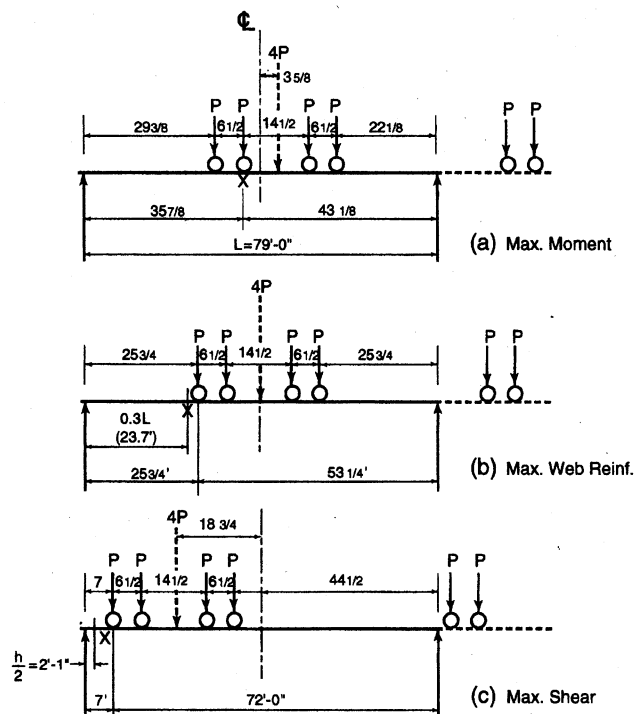 ℄
4P
3 5/8
P P P P P P
29 3/8 6 1/2 14 1/2 6 1/2 22 1/8
X
35 7/8 43 1/8
L=79'-0"
(a) Max. Moment
4P
P P P P P P
25 3/4 6 1/2 14 1/2 6 1/2 25 3/4
X
0.3L
(23.7')
25 3/4' 53 1/4'
(b) Max. Web Reinf.
4P 18 3/4
P P P P P P
7 6 1/2 14 1/2 6 1/2 44 1/2
X
h/2 = 2'-1"
7' 72'-0"
(c) Max. Shear